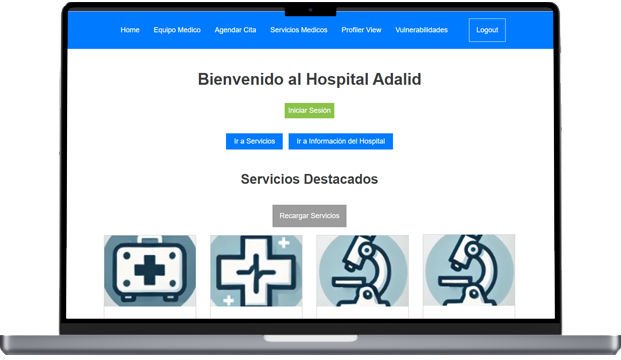 Home Equipo Medico Agendar Cita Servicios Medicos Profiler View Vulnerabilidades Logout
Bienvenido al Hospital Adalid
Iniciar Sesión
Ir a Servicios Ir a Información del Hospital
Servicios Destacados
Recargar Servicios